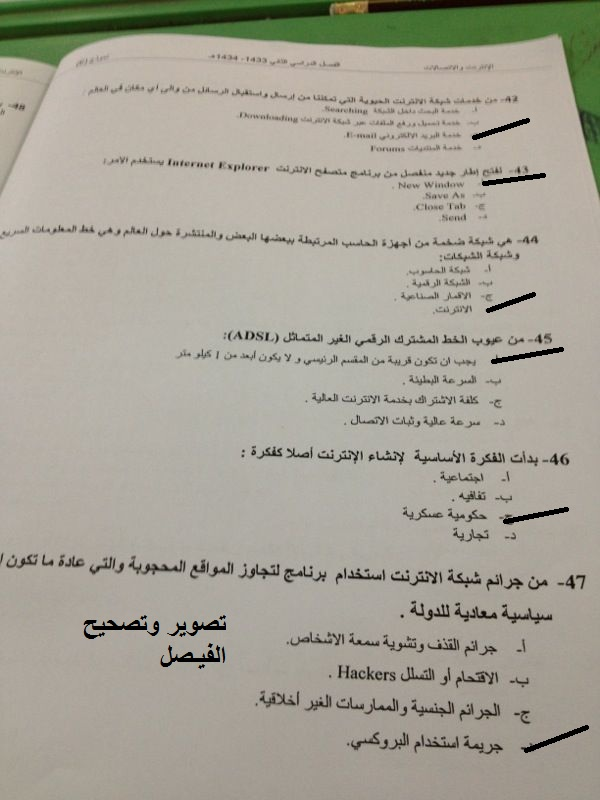 الإنترنت والاتصالات
الفصل الدراسي الثاني 1433- 1434هـ
42- من خدمات شبكة الانترنت الحيوية التي تمكننا من إرسال واستقبال الرسائل من والى أي مكان في العالم
أ- خدمة البحث داخل الشبكة Searching.
ب- خدمة تحميل ورفع الملفات عبر شبكة الانترنت Downloading.
خدمة البريد الالكتروني E-mail.
د- خدمة المنتديات Forums
43- لفتح إطار جديد منفصل من برنامج متصفح الانترنت Internet Explorer يستخدم الأمر:
New Window .
ب- Save As.
ج- Close Tab.
د- Send.
44- هي شبكة ضخمة من أجهزة الحاسب المرتبطة ببعضها البعض والمنتشرة حول العالم وهي خط المعلومات السريع
وشبكة الشبكات:
أ- شبكة الحاسوب.
ب- الشبكة الرقمية .
ج- الاقمار الصناعية .
الانترنت.
45- من عيوب الخط المشترك الرقمي الغير المتماثل (ADSL):
يجب ان تكون قريبة من المقسم الرئيسي و لا يكون أبعد من 1 كيلو متر
ب- السرعة البطيئة .
ج- كلفة الاشتراك بخدمة الانترنت العالية .
د- سرعة عالية وثبات الاتصال .
46- بدأت الفكرة الأساسية لإنشاء الإنترنت أصلا كفكرة :
أ- اجتماعية .
ب- ثقافيه .
ج- حكومية عسكرية
د- تجارية
47- من جرائم شبكة الانترنت استخدام برنامج لتجاوز المواقع المحجوبة والتي عادة ما تكون
سياسية معادية للدولة .
أ- جرائم القذف وتشوية سمعة الاشخاص.
ب- الاقتحام أو التسلل Hackers .
ج- الجرائم الجنسية والممارسات الغير أخلاقية.
د- جريمة استخدام البروكسي.
تصوير وتصحيح
الفيصل
48-